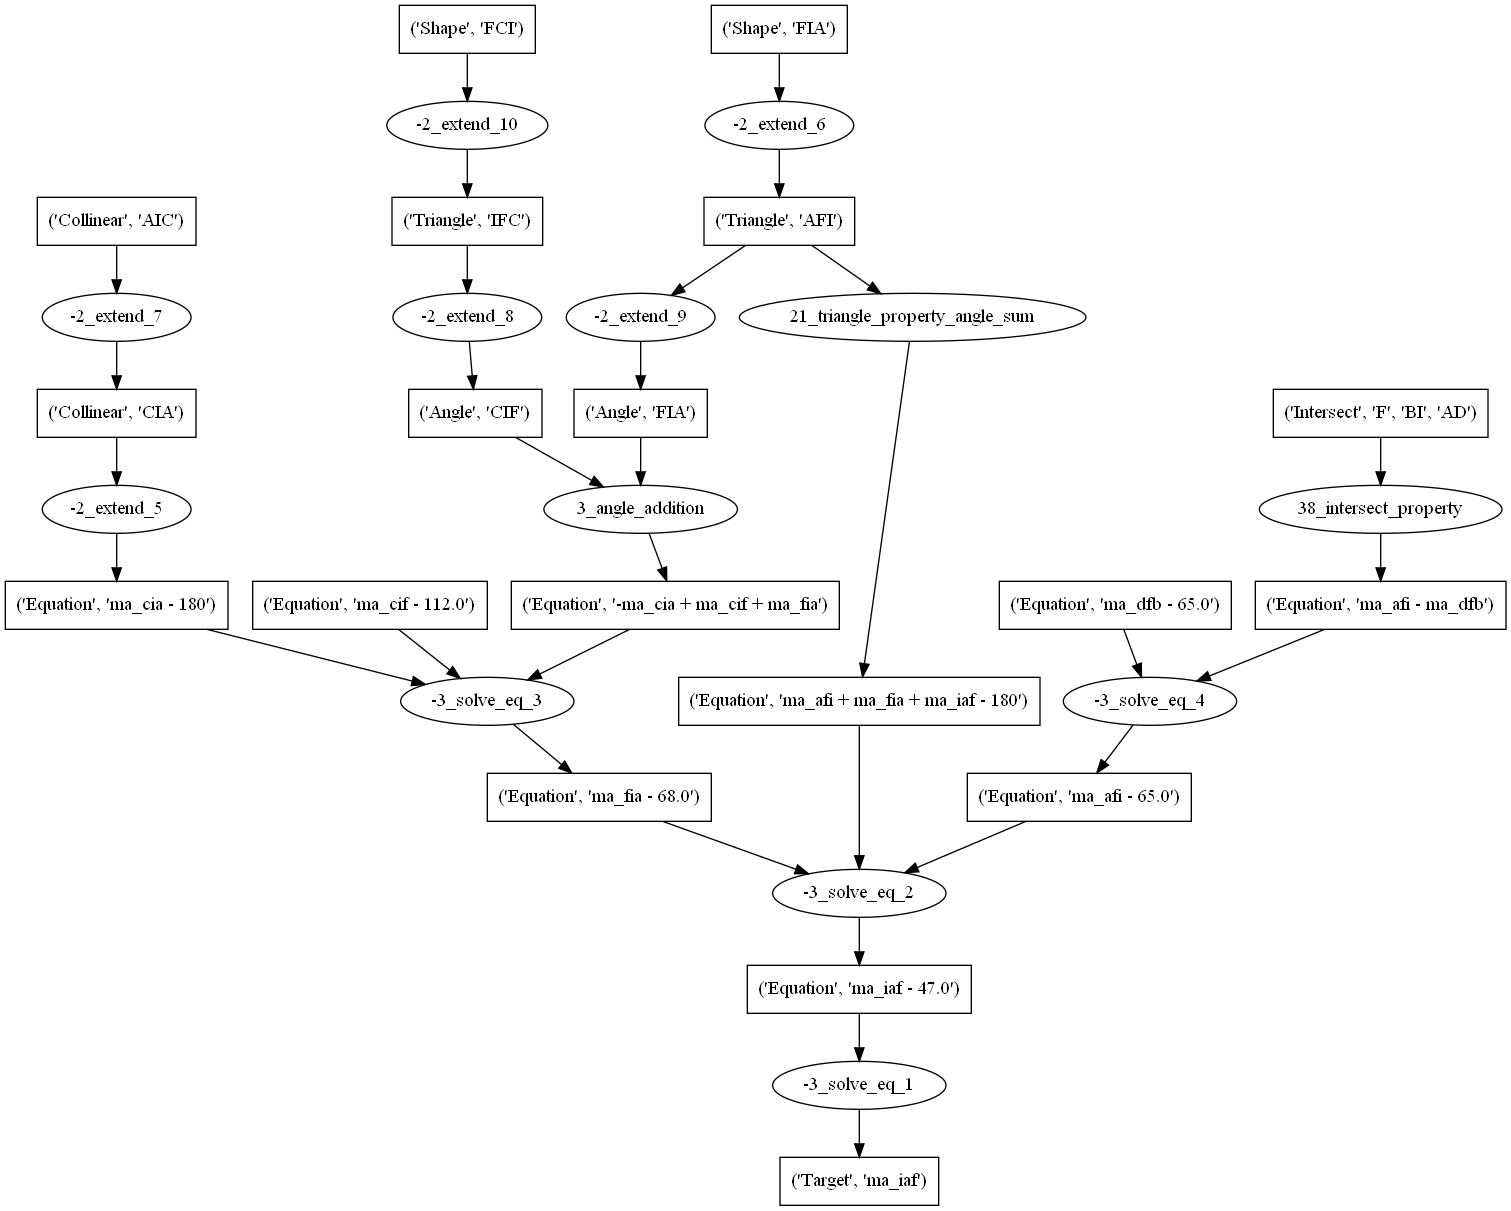 ('Shape', 'FCI')
('Shape', 'FIA')
-2_extend_10
-2_extend_6
('Collinear', 'AIC')
('Triangle', 'IFC')
('Triangle', 'AFI')
-2_extend_7
-2_extend_8
-2_extend_9
21_triangle_property_angle_sum
('Collinear', 'CIA')
('Angle', 'CIF')
('Angle', 'FIA')
('Intersect', 'F', 'BI', 'AD')
-2_extend_5
3_angle_addition
38_intersect_property
('Equation', 'ma_cia - 180')
('Equation', 'ma_cif - 112.0')
('Equation', '-ma_cia + ma_cif + ma_fia')
('Equation', 'ma_dfb - 65.0')
('Equation', 'ma_afi - ma_dfb')
-3_solve_eq_3
('Equation', 'ma_afi + ma_fia + ma_iaf - 180')
-3_solve_eq_4
('Equation', 'ma_fia - 68.0')
('Equation', 'ma_afi - 65.0')
-3_solve_eq_2
('Equation', 'ma_iaf - 47.0')
-3_solve_eq_1
('Target', 'ma_iaf')